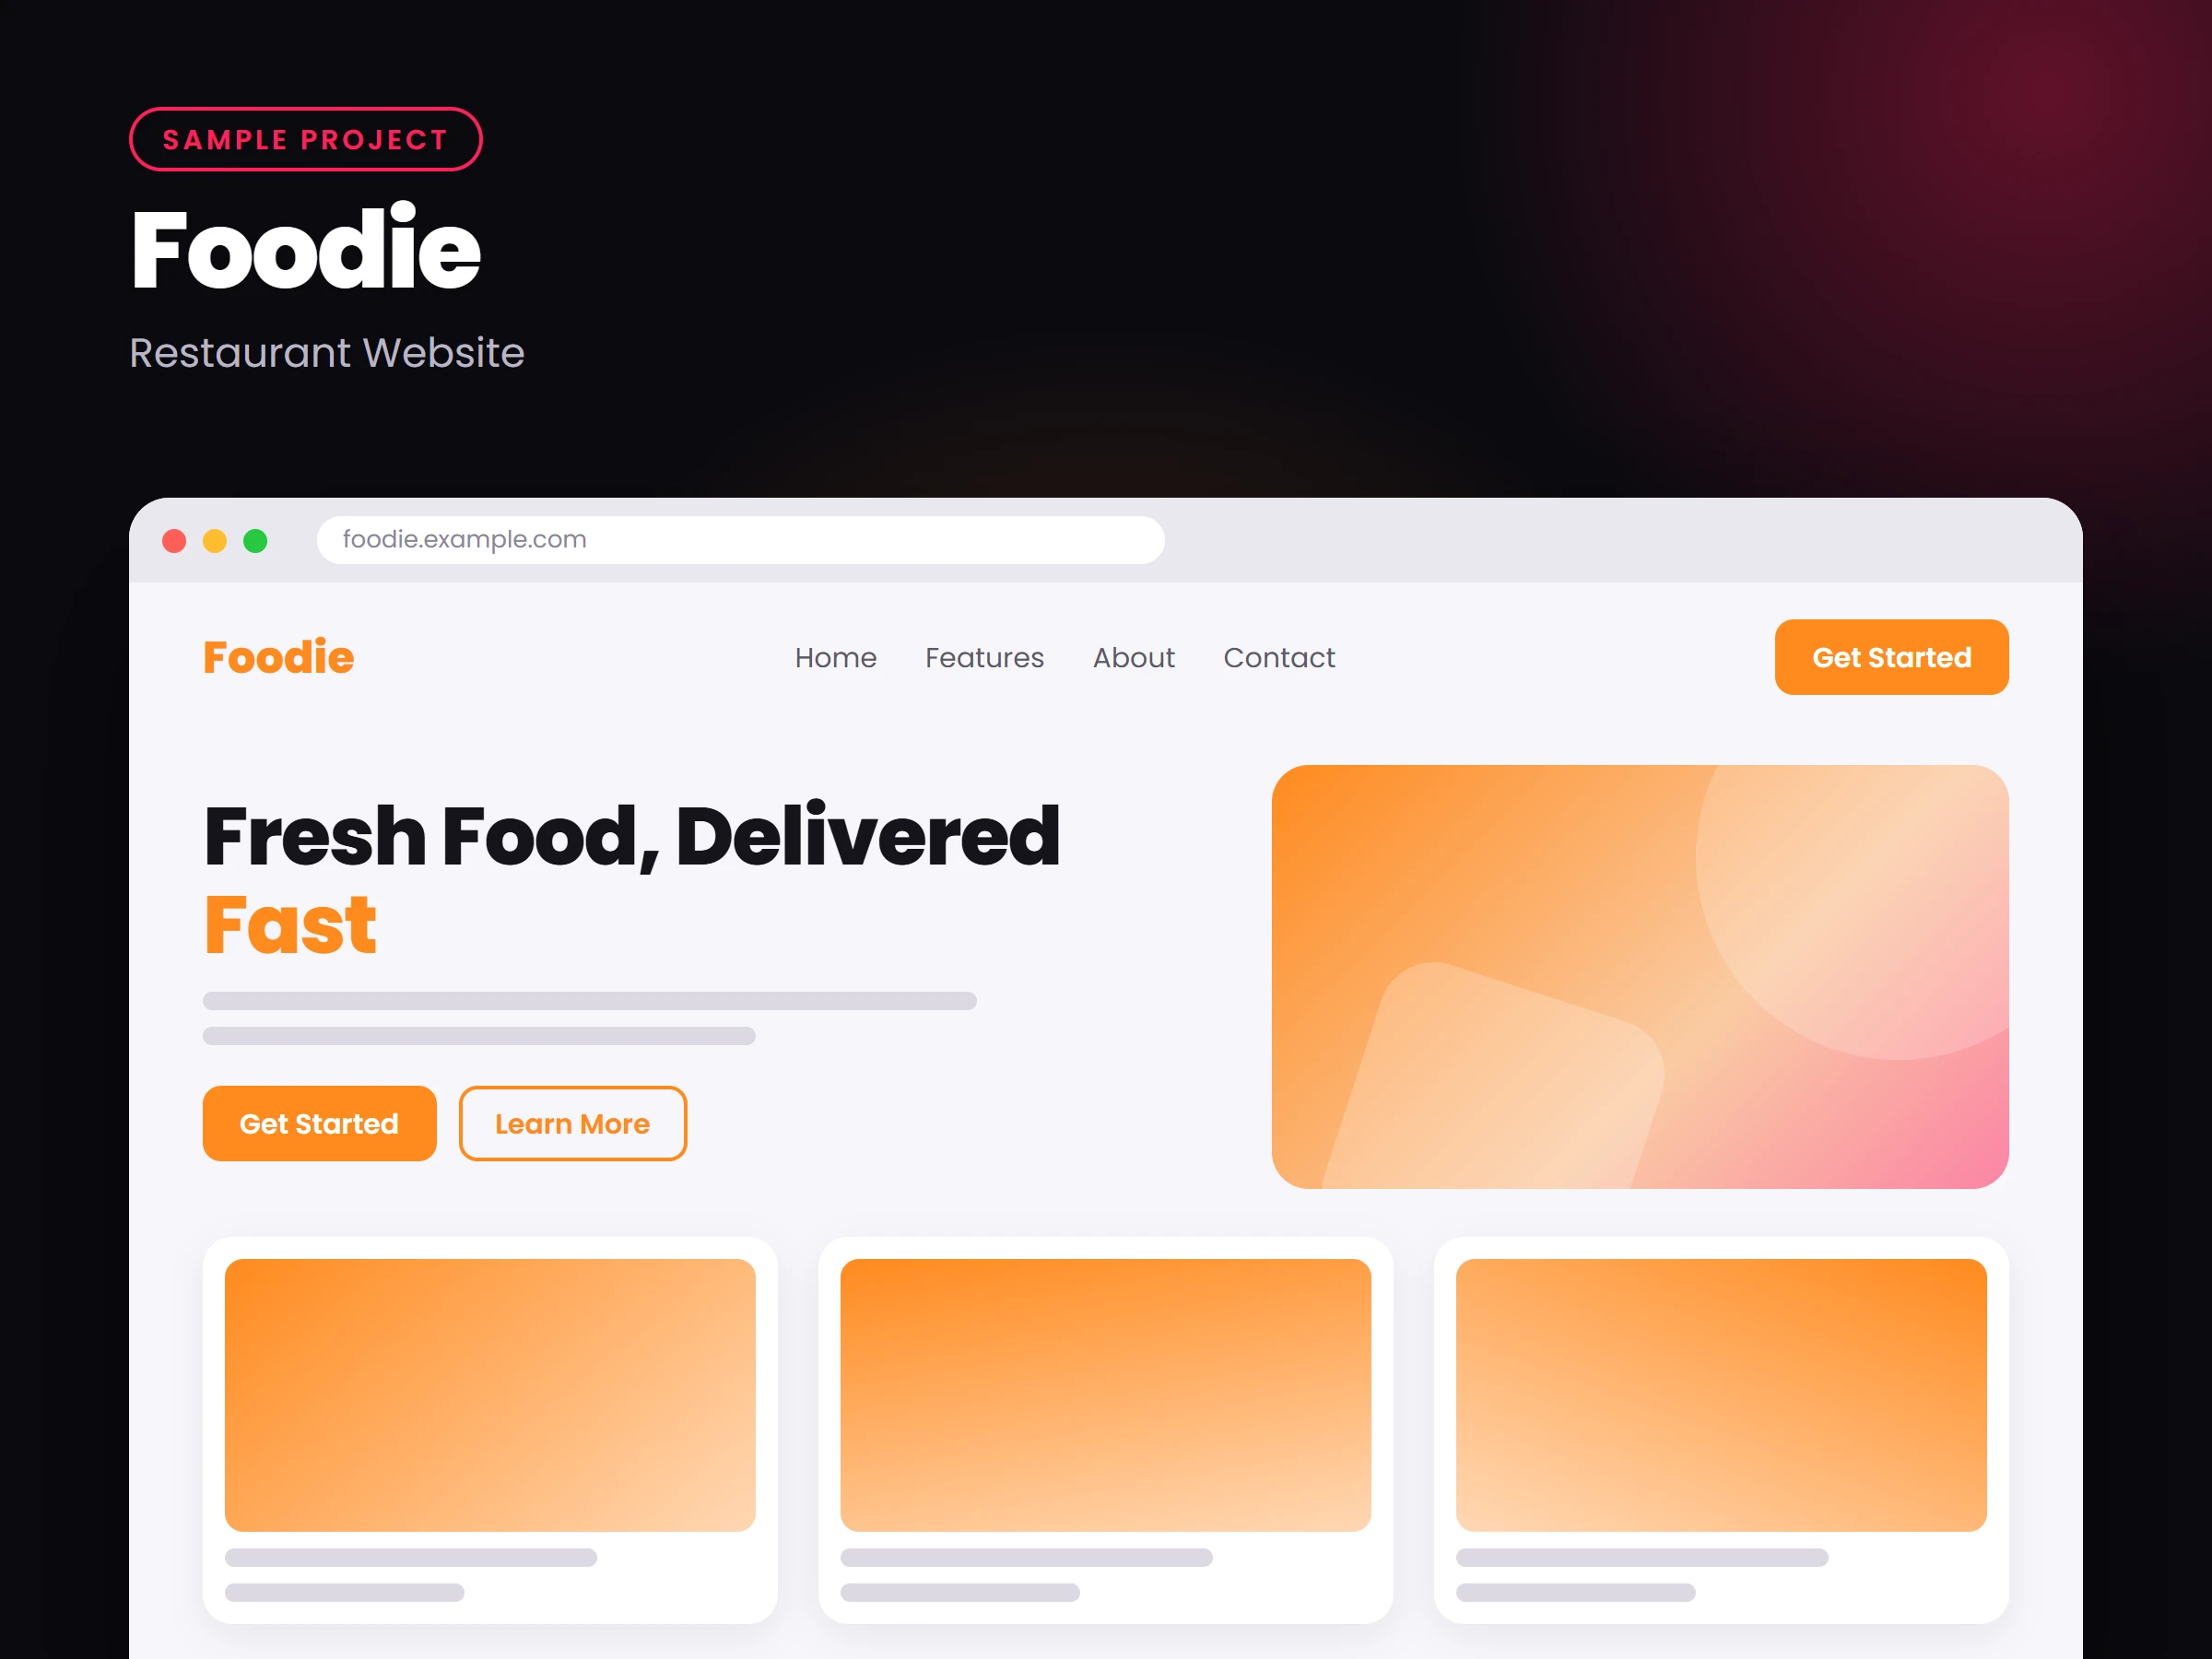 SAMPLE PROJECT
Foodie
Restaurant Website
foodie.example.com
Foodie
Home Features About Contact
Get Started
Fresh Food, Delivered
Fast
Get Started
Learn More